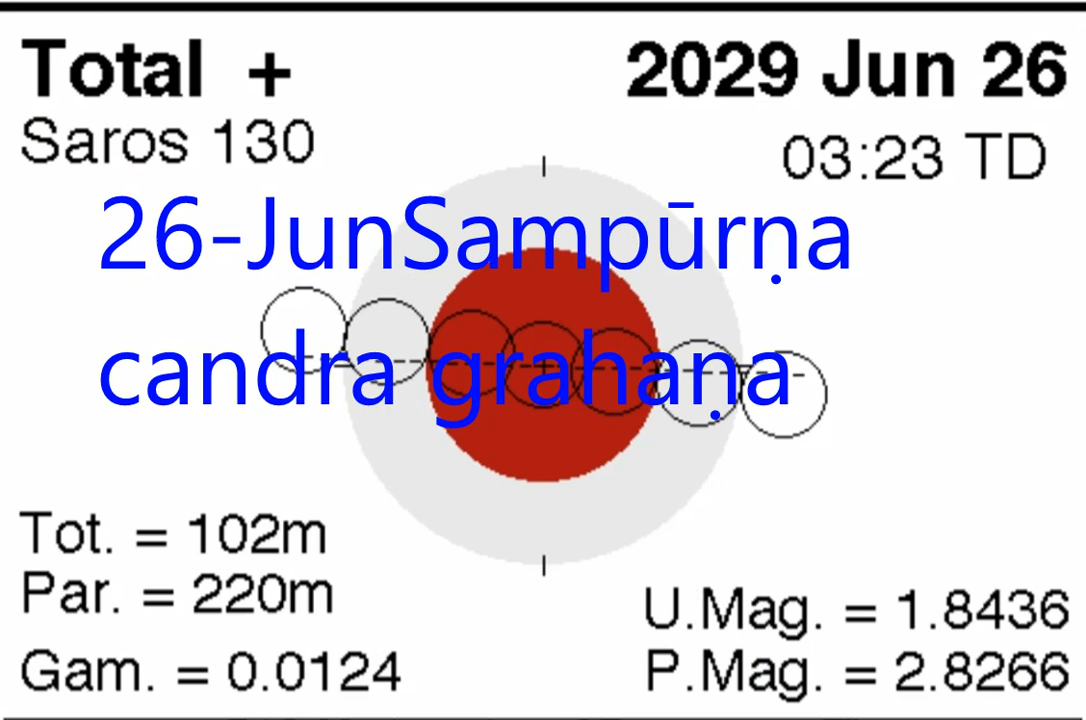 Total + 2029 Jun 26
Saros 130 03:23 TD
26-JunSampūrṇa
candra grahaṇa
Tot. = 102m
Par. = 220m
Gam. = 0.0124
U.Mag. = 1.8436
P.Mag. = 2.8266